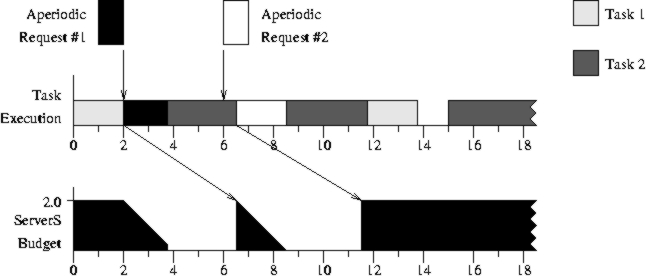 Aperiodic
Request #1
Aperiodic
Request #2
Task 1
Task 2
Task
Execution
0 2 4 6 8 10 12 14 16 18
2.0
ServerS
Budget
0 2 4 6 8 10 12 14 16 18